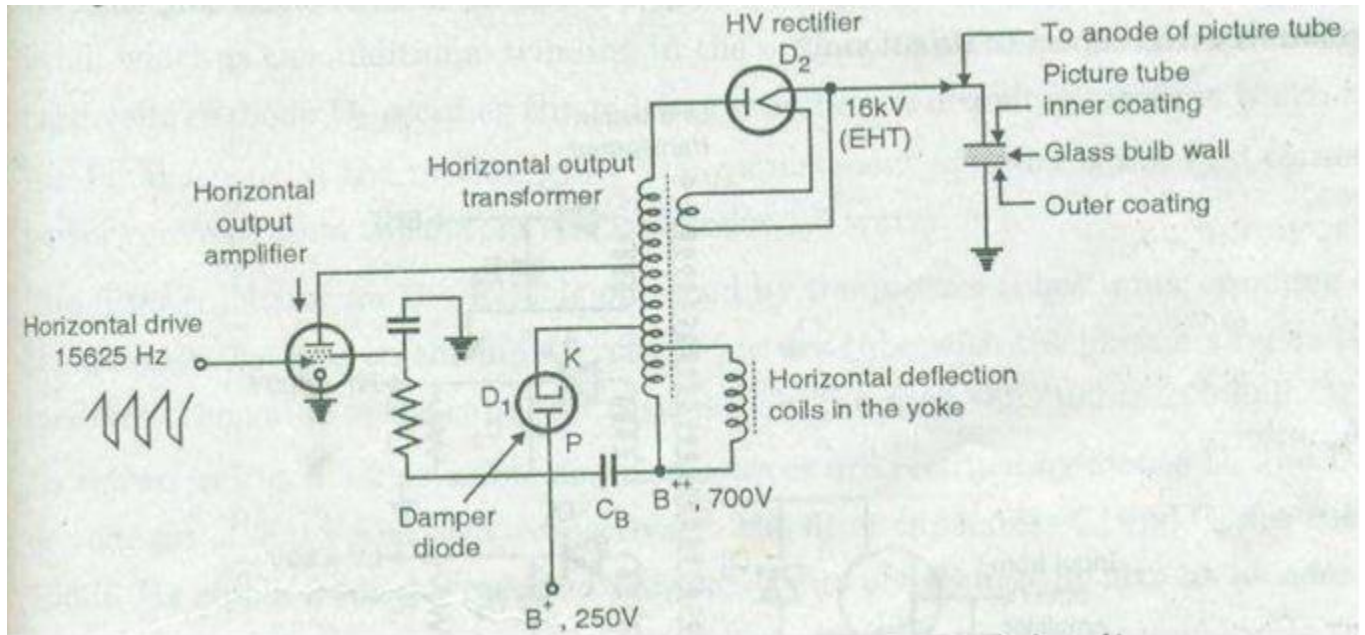 HV rectifier
D2
To anode of picture tube
Picture tube
inner coating
16kV
(EHT)
Glass bulb wall
Outer coating
Horizontal output
transformer
Horizontal
output
amplifier
Horizontal drive
15625 Hz
K
D1
P
Horizontal deflection
coils in the yoke
Damper
diode
CB
B++, 700V
B+, 250V